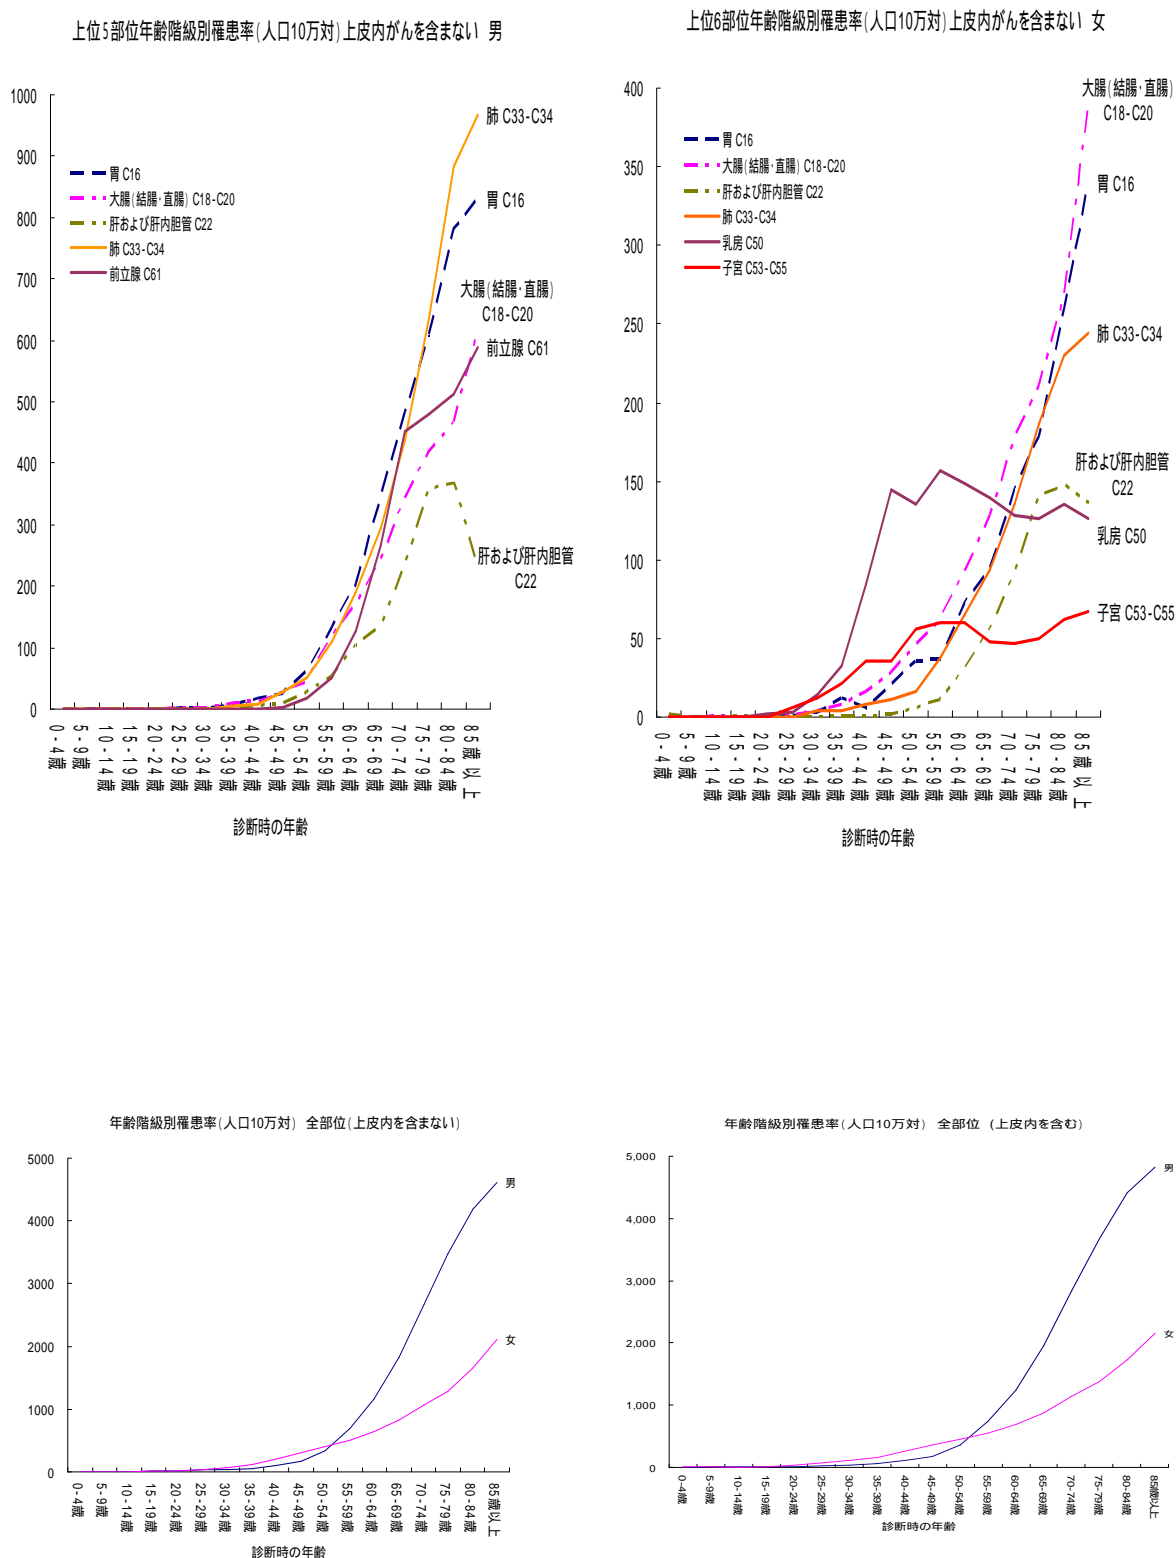 上位5部位年齢階級別罹患率(人口10万対)上皮内がんを含まない 男
1000
900
800
700
600
500
400
300
200
100
0
胃 C16
大腸(結腸・直腸) C18-C20
肝および肝内胆管 C22
肺 C33-C34
前立腺 C61
肺 C33-C34
胃 C16
大腸(結腸・直腸)
C18-C20
前立腺 C61
肝および肝内胆管
C22
0-4歳
5-9歳
10-14歳
15-19歳
20-24歳
25-29歳
30-34歳
35-39歳
40-44歳
45-49歳
50-54歳
55-59歳
60-64歳
65-69歳
70-74歳
75-79歳
80-84歳
85歳以上
診断時の年齢
上位6部位年齢階級別罹患率(人口10万対)上皮内がんを含まない 女
400
350
300
250
200
150
100
50
0
胃 C16
大腸(結腸・直腸) C18-C20
肝および肝内胆管 C22
肺 C33-C34
乳房 C50
子宮 C53-C55
大腸(結腸・直腸)
C18-C20
胃 C16
肺 C33-C34
肝および肝内胆管
C22
乳房 C50
子宮 C53-C55
0-4歳
5-9歳
10-14歳
15-19歳
20-24歳
25-29歳
30-34歳
35-39歳
40-44歳
45-49歳
50-54歳
55-59歳
60-64歳
65-69歳
70-74歳
75-79歳
80-84歳
85歳以上
診断時の年齢
年齢階級別罹患率(人口10万対) 全部位(上皮内を含まない)
5000
4000
3000
2000
1000
0
男
女
0-4歳
5-9歳
10-14歳
15-19歳
20-24歳
25-29歳
30-34歳
35-39歳
40-44歳
45-49歳
50-54歳
55-59歳
60-64歳
65-69歳
70-74歳
75-79歳
80-84歳
85歳以上
診断時の年齢
年齢階級別罹患率(人口10万対) 全部位 (上皮内を含む)
5,000
4,000
3,000
2,000
1,000
0
男
女
0-4歳
5-9歳
10-14歳
15-19歳
20-24歳
25-29歳
30-34歳
35-39歳
40-44歳
45-49歳
50-54歳
55-59歳
60-64歳
65-69歳
70-74歳
75-79歳
80-84歳
85歳以上
診断時の年齢